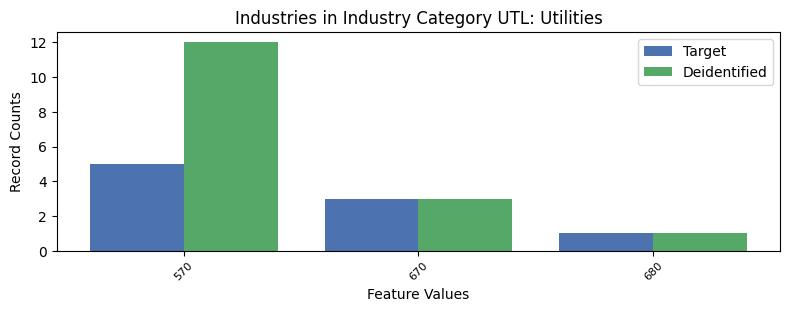 Industries in Industry Category UTL: Utilities
Target
Deidentified
Record Counts
12
10
8
6
4
2
0
570
670
680
Feature Values